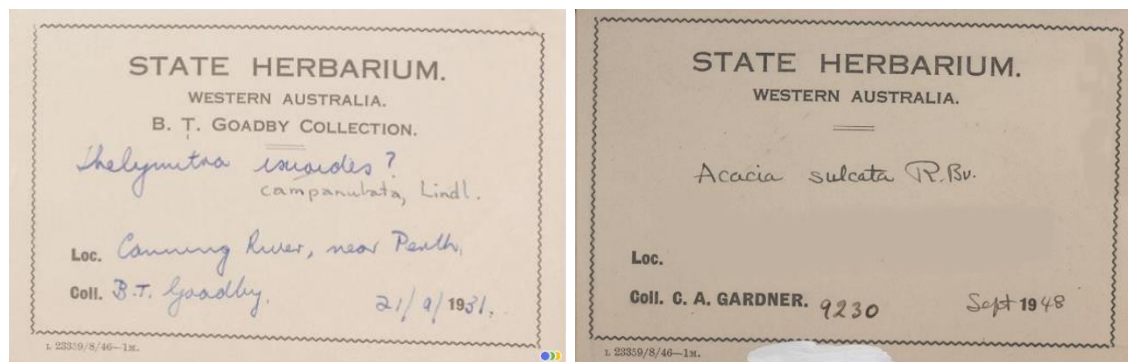 STATE HERBARIUM.
WESTERN AUSTRALIA.
B. T. GOADBY COLLECTION.
Thelymitra ixioides ?
campanulata, Lindl.
Loc. Canning River, near Perth,
Coll. B.T. Goadby. 21/9/1931.
L 23359/8/46—1M.
STATE HERBARIUM.
WESTERN AUSTRALIA.
Acacia sulcata R.Br.
Loc.
Coll. C. A. GARDNER. 9230 Sept 1948
L 23359/8/46—1M.